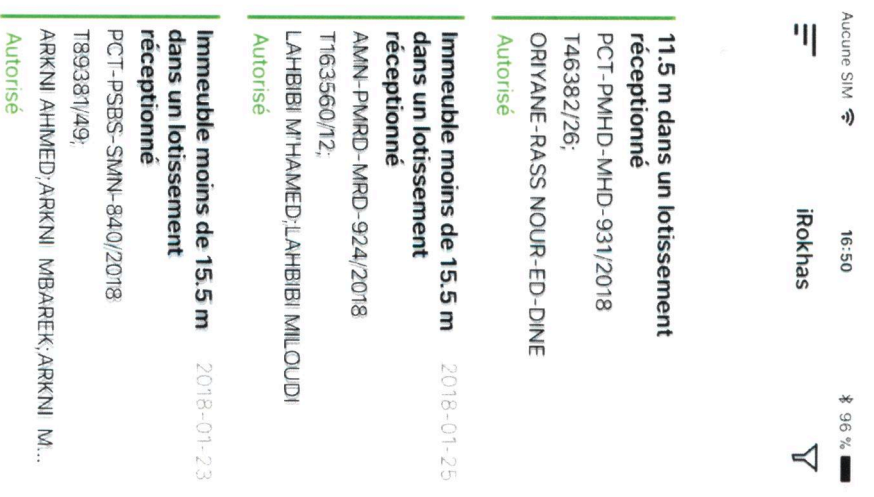 Aucune SIM 16:50 96 %
iRokhas
11.5 m dans un lotissement
réceptionné
PCT-PMHD-MHD-931/2018
T46382/26;
ORIYANE-RASS NOUR-ED-DINE
Autorisé
Immeuble moins de 15.5 m 2018-01-25
dans un lotissement
réceptionné
AMN-PMRD-MRD-924/2018
T163560/12;
LAHBIBI M'HAMED;LAHBIBI MILOUDI
Autorisé
Immeuble moins de 15.5 m 2018-01-23
dans un lotissement
réceptionné
PCT-PSBS-SMN-840/2018
T89381/49;
ARKNI AHMED;ARKNI MBAREK;ARKNI M...
Autorisé